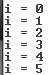 i = 0
i = 1
i = 2
i = 3
i = 4
i = 5